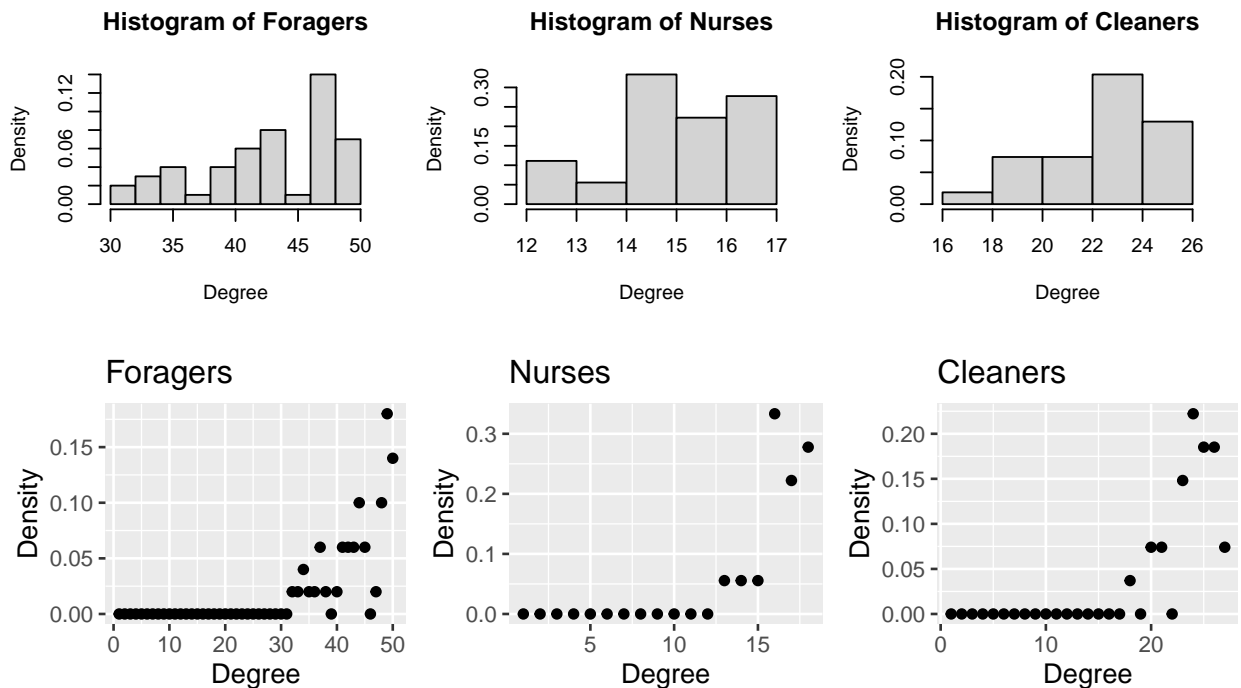 Histogram of Foragers
Density
0.00 0.06 0.12
30 35 40 45 50
Degree
Histogram of Nurses
Density
0.00 0.15 0.30
12 13 14 15 16 17
Degree
Histogram of Cleaners
Density
0.00 0.10 0.20
16 18 20 22 24 26
Degree
Foragers
Density
0.15
0.10
0.05
0.00
0 10 20 30 40 50
Degree
Nurses
Density
0.3
0.2
0.1
0.0
5 10 15
Degree
Cleaners
Density
0.20
0.15
0.10
0.05
0.00
0 10 20
Degree